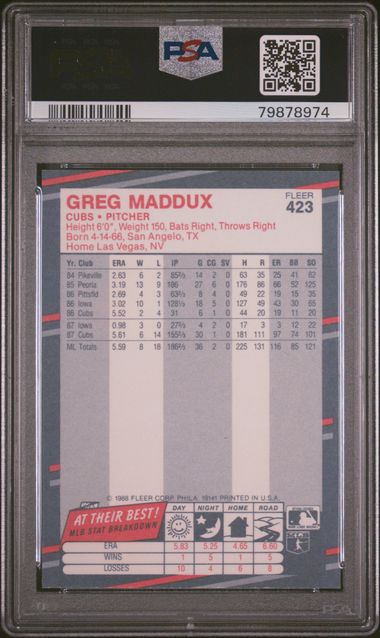 PSA
79878974
GREG MADDUX
FLEER
423
CUBS • PITCHER
Height 6'0", Weight 150, Bats Right, Throws Right
Born 4-14-66, San Angelo, TX
Home Las Vegas, NV
Yr. Club ERA W L IP G CG SV H R ER BB SO
84 Pikeville 2.63 6 2 85⅔ 14 2 0 63 35 25 41 62
85 Peoria 3.19 13 9 186 27 6 0 176 86 66 52 125
86 Pittsfld 2.69 4 3 63⅔ 8 4 0 49 22 19 15 35
86 Iowa 3.02 10 1 128⅓ 18 5 0 127 49 43 30 65
86 Cubs 5.52 2 4 31 6 1 0 44 20 19 11 20
87 Iowa 0.98 3 0 27⅔ 4 2 0 17 3 3 12 22
87 Cubs 5.61 6 14 155⅔ 30 1 0 181 111 97 74 101
ML Totals 5.59 8 18 186⅔ 36 2 0 225 131 116 85 121
© 1988 FLEER CORP. PHILA. 19141 PRINTED IN U.S.A.
AT THEIR BEST!
MLB STAT BREAKDOWN
DAY NIGHT HOME ROAD
ERA 5.83 5.25 4.65 6.60
WINS 1 5 1 5
LOSSES 10 4 6 8